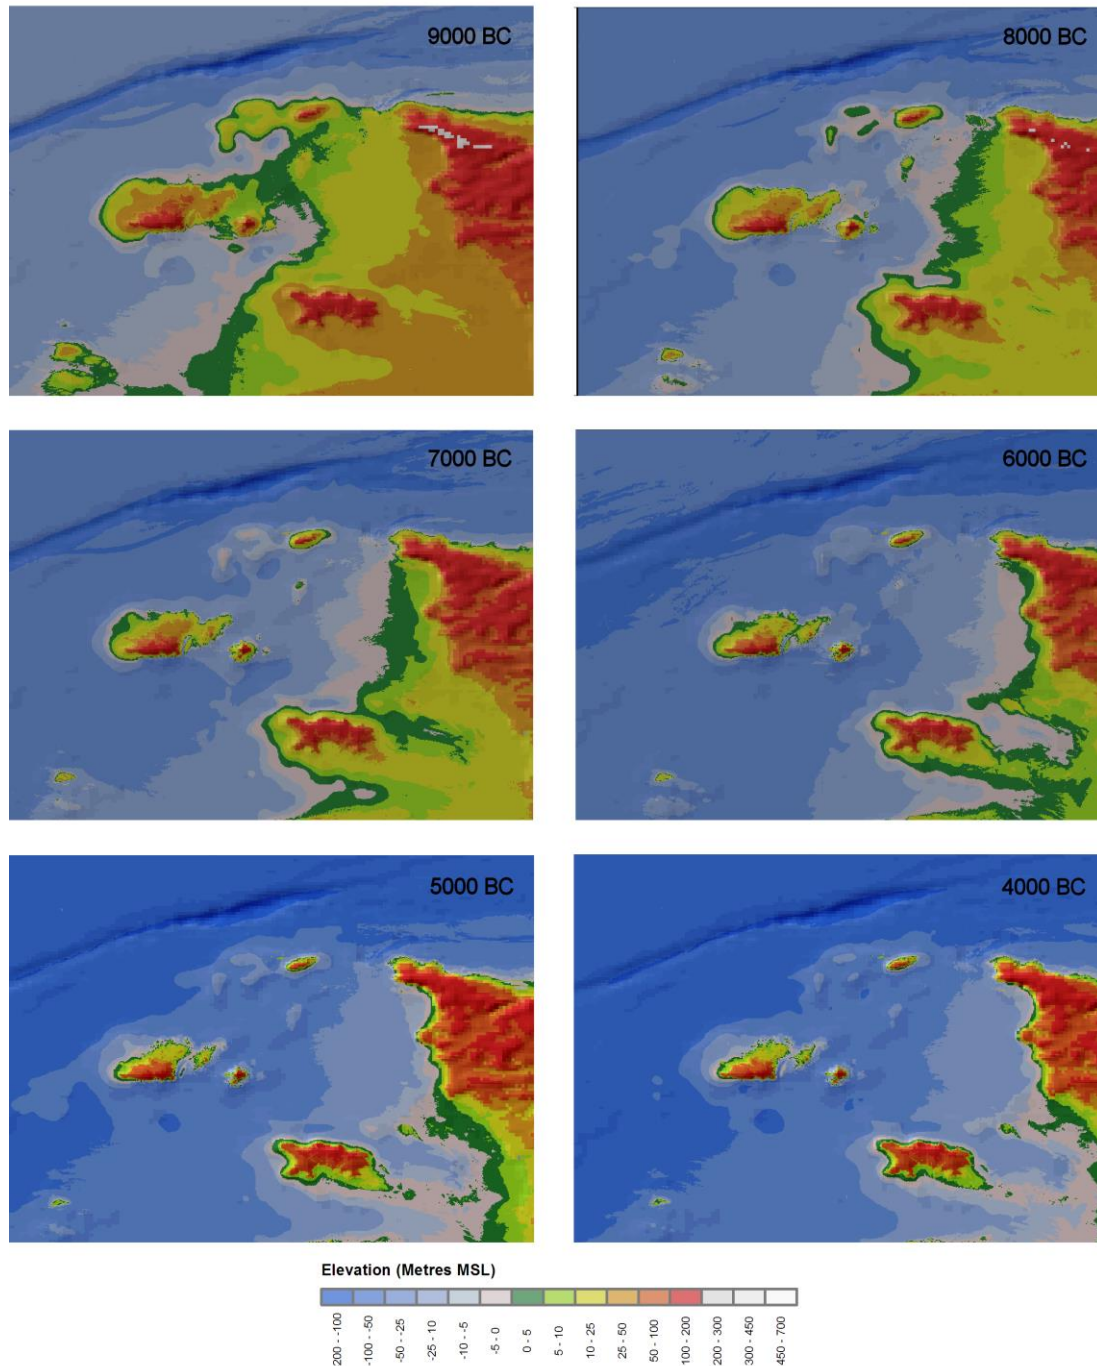 9000 BC
8000 BC
7000 BC
6000 BC
5000 BC
4000 BC
Elevation (Metres MSL)
200 - -100
-100 - -50
-50 - -25
-25 - 10
-10 - -5
-5 - 0
0 - 5
5 - 10
10 - 25
25 - 50
50 - 100
100 - 200
200 - 300
300 - 450
450 - 700